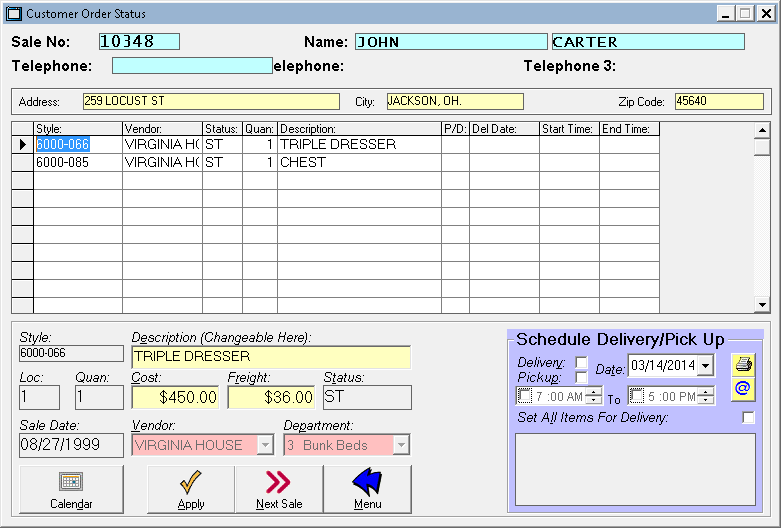 Customer Order Status
Sale No: 10348 Name: JOHN CARTER
Telephone: elephone: Telephone 3:
Address: 259 LOCUST ST City: JACKSON, OH. Zip Code: 45640
Style: Vendor: Status: Quan: Description: P/D: Del Date: Start Time: End Time:
6000-066 VIRGINIA HO ST 1 TRIPLE DRESSER
6000-085 VIRGINIA HO ST 1 CHEST
Style: Description (Changeable Here):
6000-066 TRIPLE DRESSER
Loc: Quan: Cost: Freight: Status:
1 1 $450.00 $36.00 ST
Sale Date: Vendor: Department:
08/27/1999 VIRGINIA HOUSE 3 Bunk Beds
Calendar Apply Next Sale Menu
Schedule Delivery/Pick Up
Delivery: Date: 03/14/2014
Pickup: @
7 :00 AM To 5 :00 PM
Set All Items For Delivery: